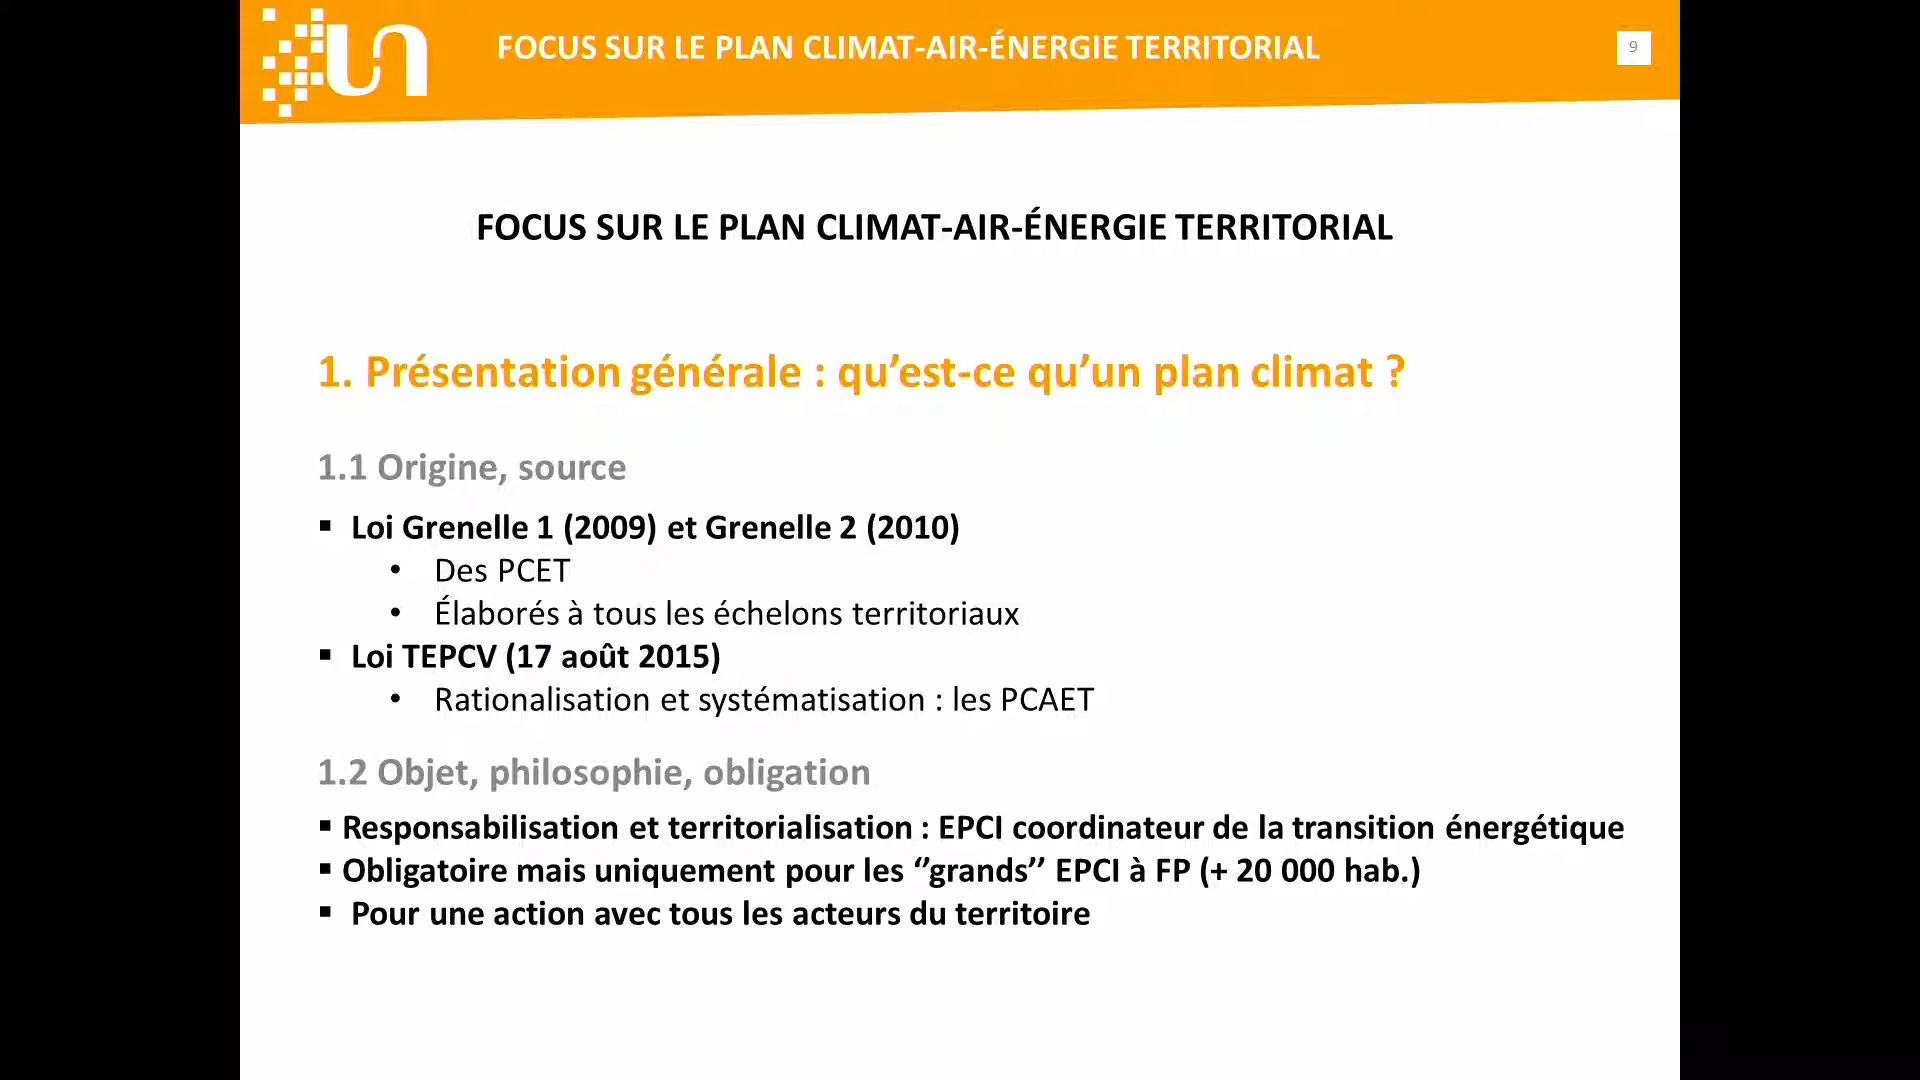 FOCUS SUR LE PLAN CLIMAT-AIR-ÉNERGIE TERRITORIAL
9
FOCUS SUR LE PLAN CLIMAT-AIR-ÉNERGIE TERRITORIAL
1. Présentation générale : qu’est-ce qu’un plan climat ?
1.1 Origine, source
▪ Loi Grenelle 1 (2009) et Grenelle 2 (2010)
• Des PCET
• Élaborés à tous les échelons territoriaux
▪ Loi TEPCV (17 août 2015)
• Rationalisation et systématisation : les PCAET
1.2 Objet, philosophie, obligation
▪ Responsabilisation et territorialisation : EPCI coordinateur de la transition énergétique
▪ Obligatoire mais uniquement pour les ‘’grands’’ EPCI à FP (+ 20 000 hab.)
▪ Pour une action avec tous les acteurs du territoire